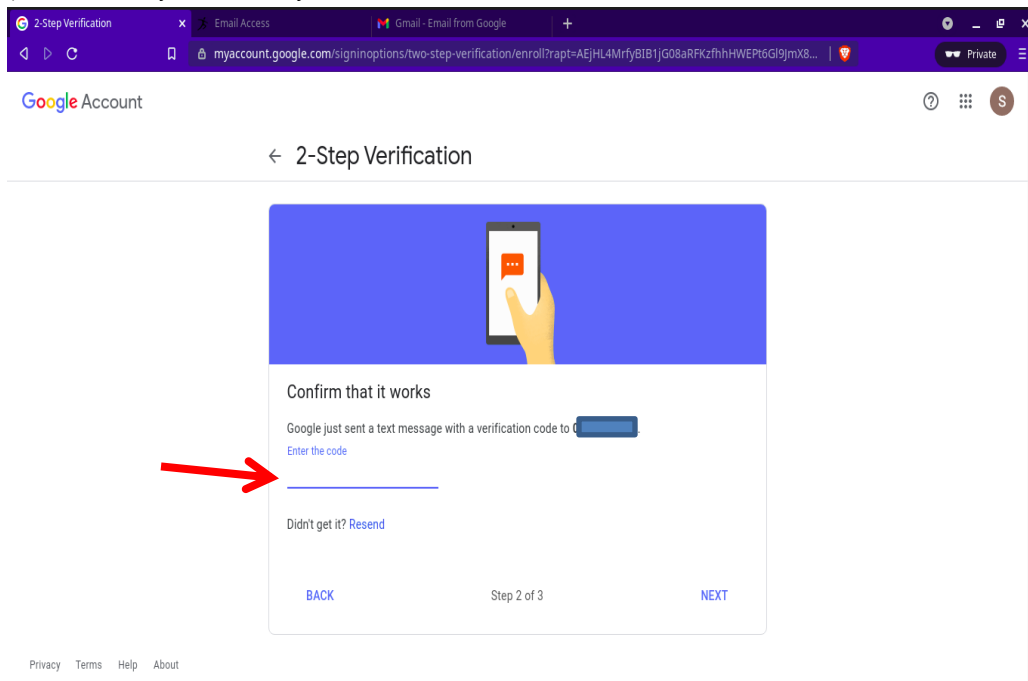 2-Step Verification
Email Access
Gmail - Email from Google
myaccount.google.com/signinoptions/two-step-verification/enroll?rapt=AEjHL4MrfyBIB1jG08aRFKzfhhHWEPt6Gl9JmX8...
Private
Google Account
S
2-Step Verification
Confirm that it works
Google just sent a text message with a verification code to
Enter the code
Didn't get it? Resend
BACK Step 2 of 3 NEXT
Privacy Terms Help About